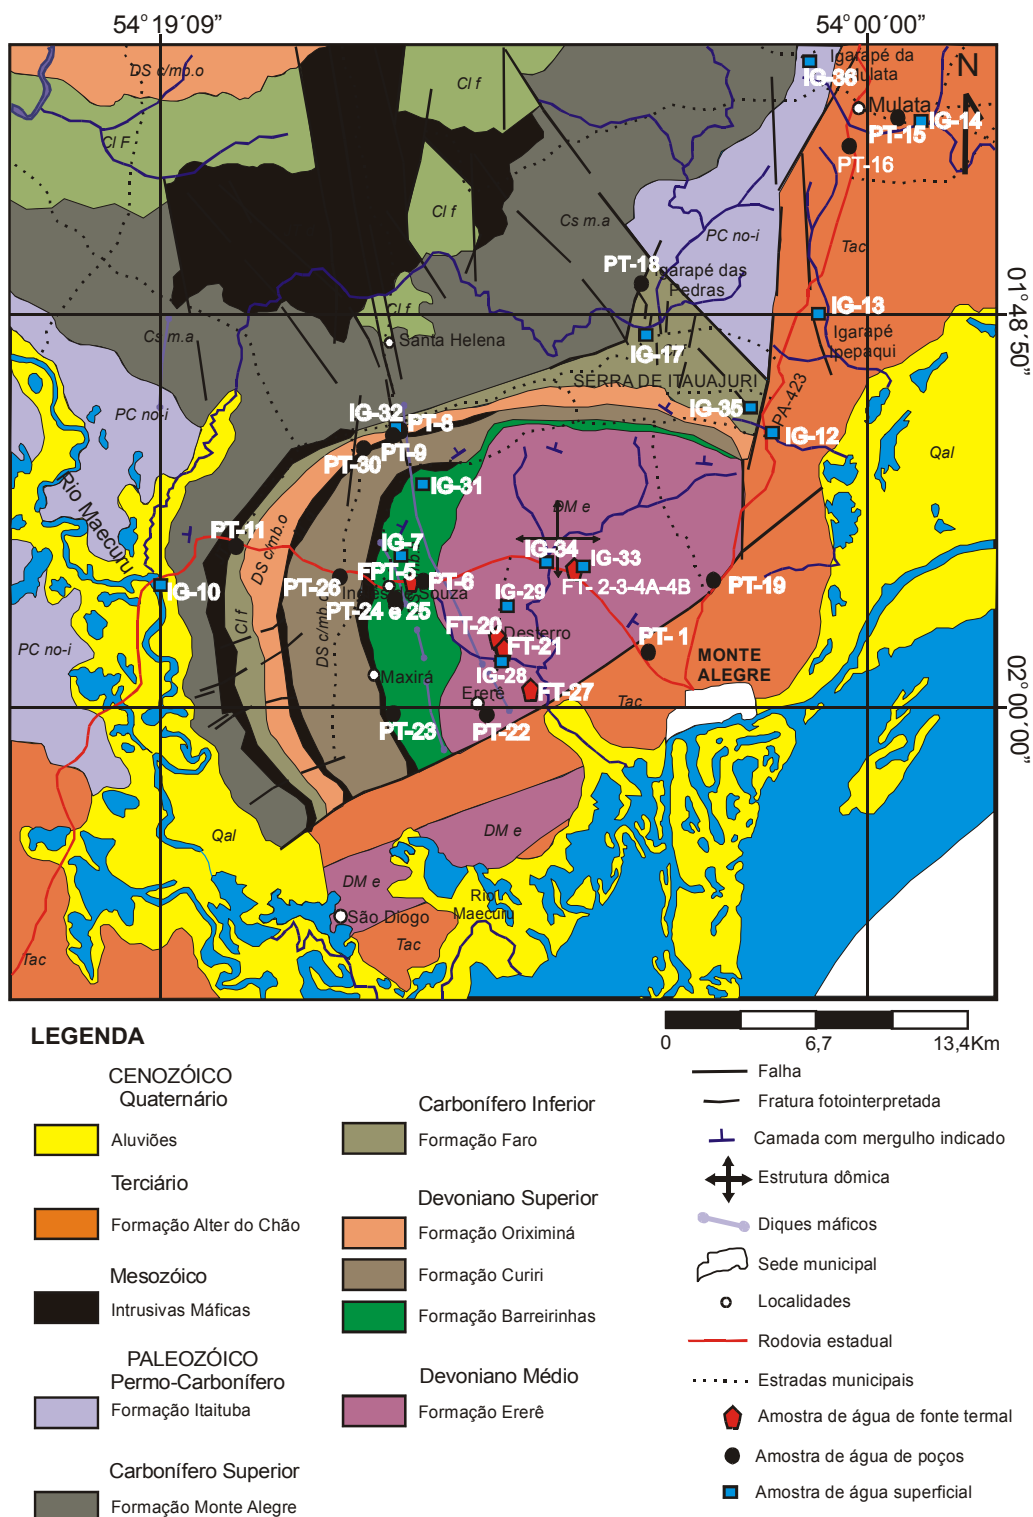 54°19´09”
54°00´00”
DS c/mb.o
Cl f
Cl F
Igarapé da
Mulata
IG-36
N
Mulata
PT-15
IG-14
PT-16
Cl f
Cs m.a
PC no-i
Tac
PT-18
Igarapé das
Pedras
01°48´50”
IG-13
Cl f
Cs m.a
Santa Helena
IG-17
Igarapé
Ipepaqui
SERRA DE ITAUAJURI
PA-423
PC no-i
IG-32
PT-8
IG-35
IG-12
PT-30
PT-9
Qal
Rio Maecuru
IG-31
DM e
PT-11
DS c/mb.o
IG-7
IG-34
IG-33
FPT-5
PT-6
PT-26
Inglês de Souza
FT- 2-3-4A-4B
PT-19
IG-10
PT-24 e 25
IG-29
Cl f
DS c/mb.o
FT-20
Desterro
FT-21
PT- 1
PC no-i
IG-28
MONTE
ALEGRE
Maxirá
Ererê
FT-27
Tac
02°00´00”
PT-23
PT-22
Qal
DM e
DM e
Rio
Maecuru
São Diogo
Tac
Tac
LEGENDA
0
6,7
13,4Km
CENOZÓICO
Quaternário
Aluviões
Terciário
Formação Alter do Chão
Mesozóico
Intrusivas Máficas
PALEOZÓICO
Permo-Carbonífero
Formação Itaituba
Carbonífero Superior
Formação Monte Alegre
Carbonífero Inferior
Formação Faro
Devoniano Superior
Formação Oriximiná
Formação Curiri
Formação Barreirinhas
Devoniano Médio
Formação Ererê
Falha
Fratura fotointerpretada
Camada com mergulho indicado
Estrutura dômica
Diques máficos
Sede municipal
Localidades
Rodovia estadual
Estradas municipais
Amostra de água de fonte termal
Amostra de água de poços
Amostra de água superficial